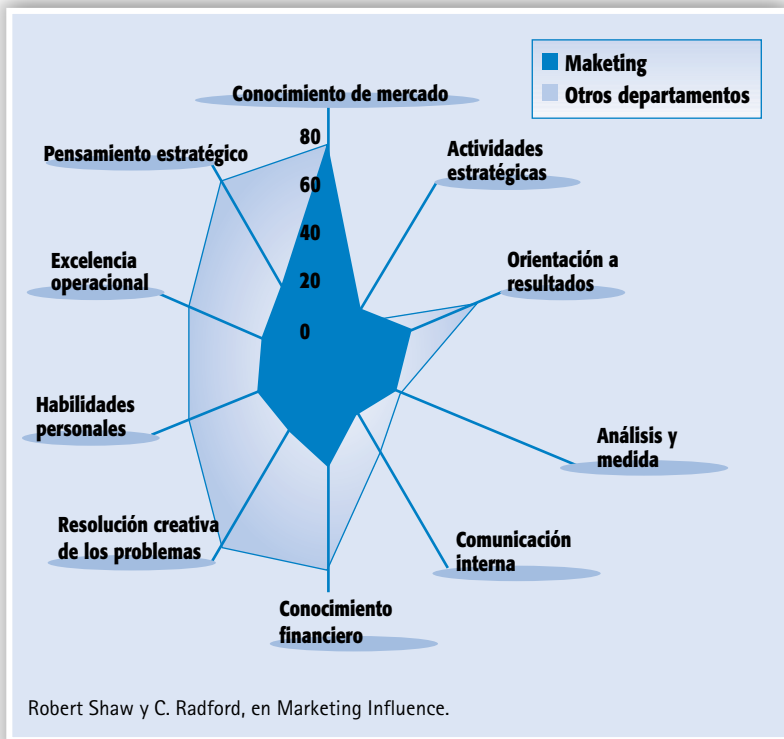 Maketing
Otros departamentos
Conocimiento de mercado
80
60
40
20
0
Pensamiento estratégico
Actividades
estratégicas
Excelencia
operacional
Orientación a
resultados
Habilidades
personales
Análisis y
medida
Resolución creativa
de los problemas
Comunicación
interna
Conocimiento
financiero
Robert Shaw y C. Radford, en Marketing Influence.